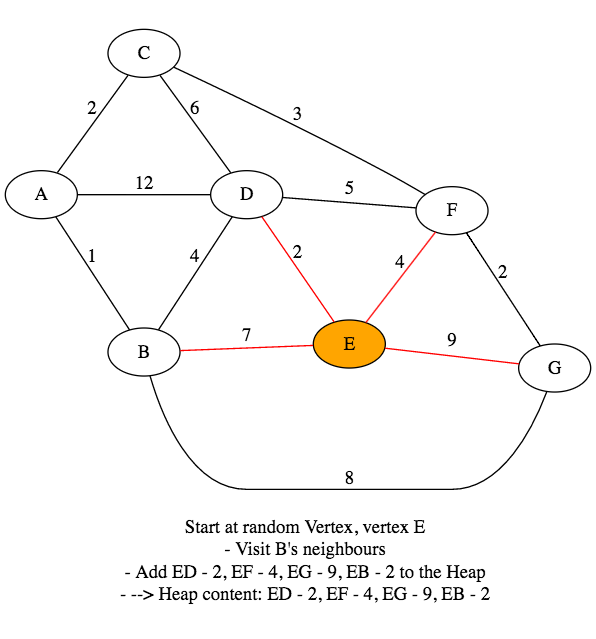 C
2
6
3
A
12
D
5
F
1
4
2
4
2
B
7
E
9
G
8
Start at random Vertex, vertex E
- Visit B's neighbours
- Add ED - 2, EF - 4, EG - 9, EB - 2 to the Heap
- --> Heap content: ED - 2, EF - 4, EG - 9, EB - 2